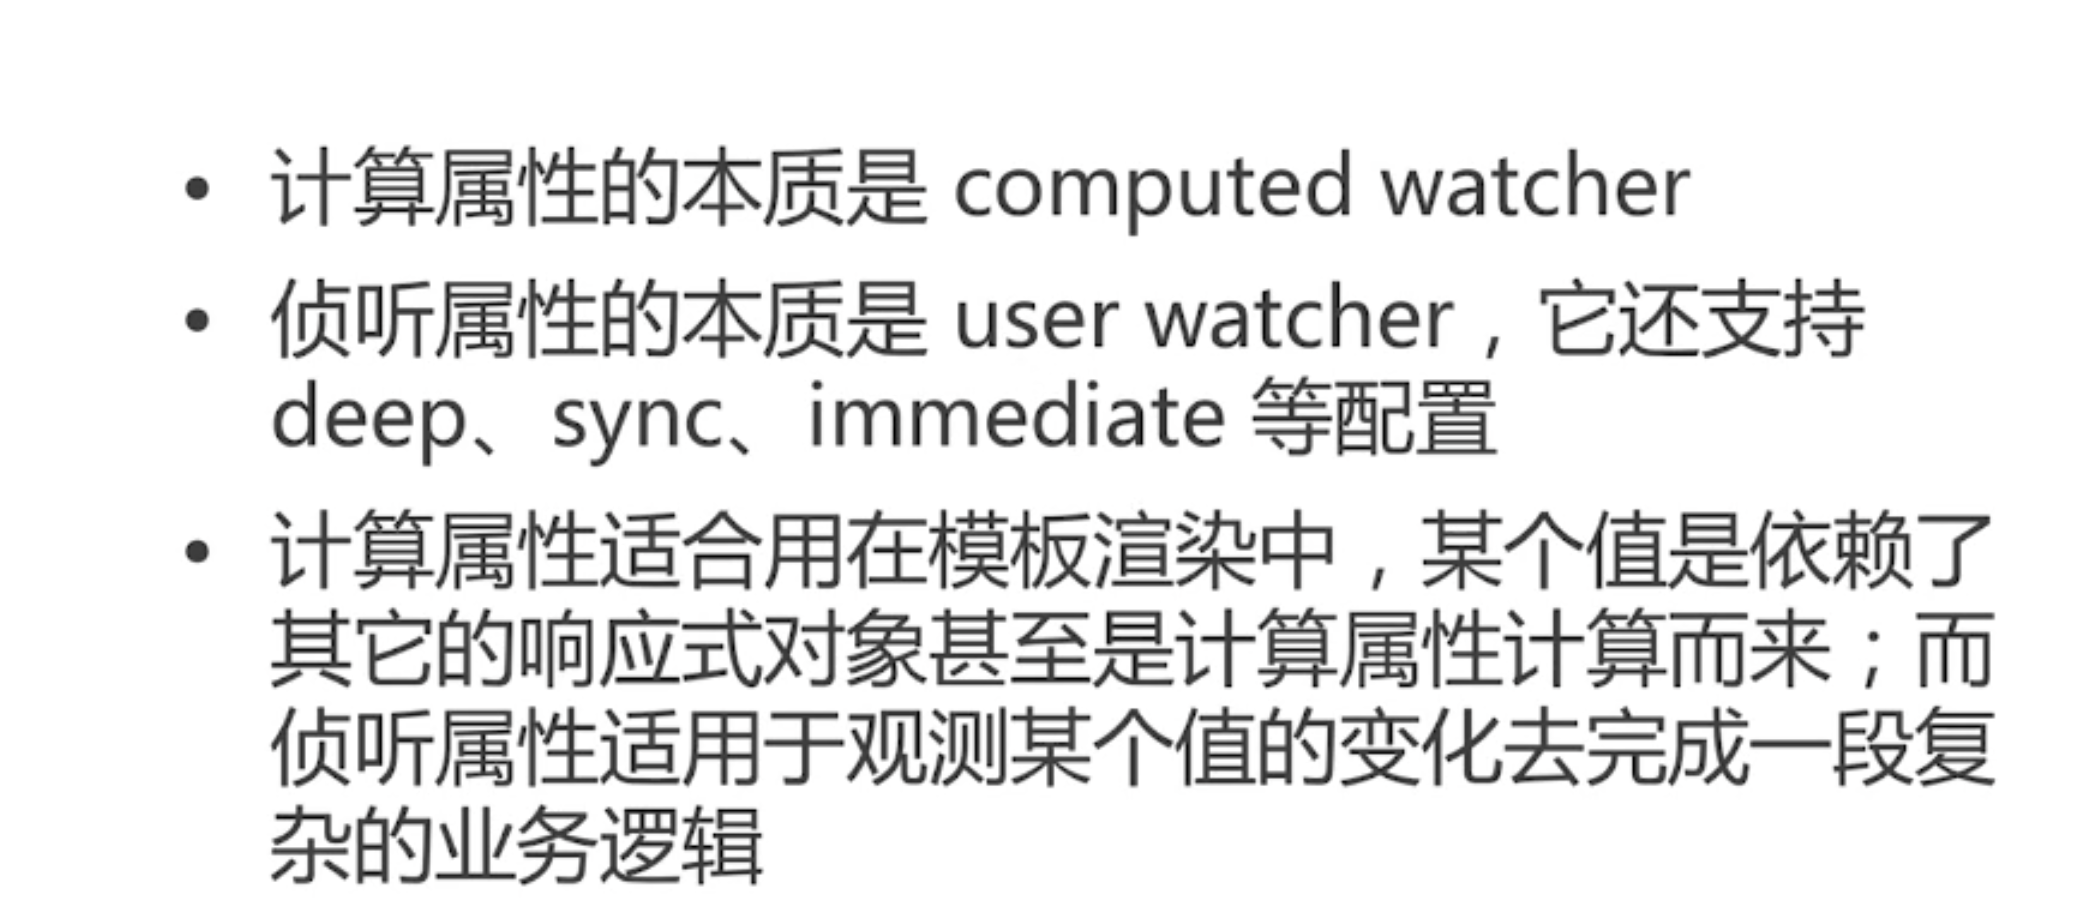 • 计算属性的本质是 computed watcher
• 侦听属性的本质是 user watcher，它还支持
deep、sync、immediate 等配置
• 计算属性适合用在模板渲染中，某个值是依赖了
其它的响应式对象甚至是计算属性计算而来；而
侦听属性适用于观测某个值的变化去完成一段复
杂的业务逻辑